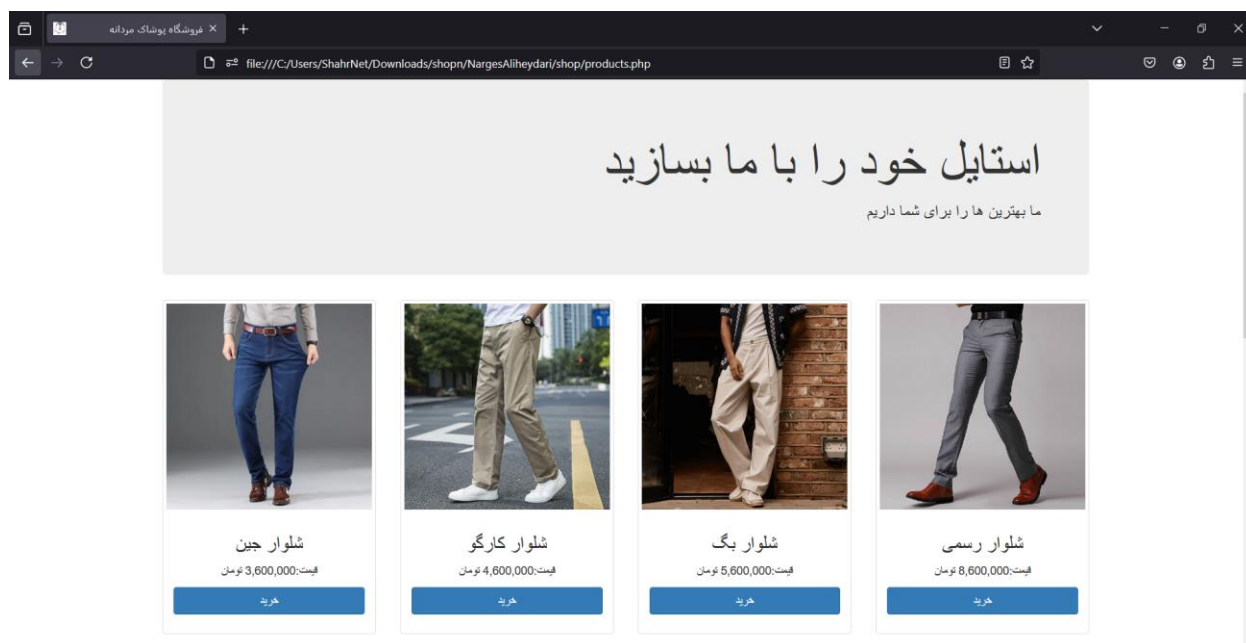 فروشگاه پوشاک مردانه
file:///C:/Users/ShahrNet/Downloads/shopn/NargesAliheydari/shop/products.php
استایل خود را با ما بسازید
ما بهترین ها را برای شما داریم
شلوار رسمی
قیمت:8,600,000 تومان
خرید
شلوار بگ
قیمت:5,600,000 تومان
خرید
شلوار کارگو
قیمت:4,600,000 تومان
خرید
شلوار جین
قیمت:3,600,000 تومان
خرید